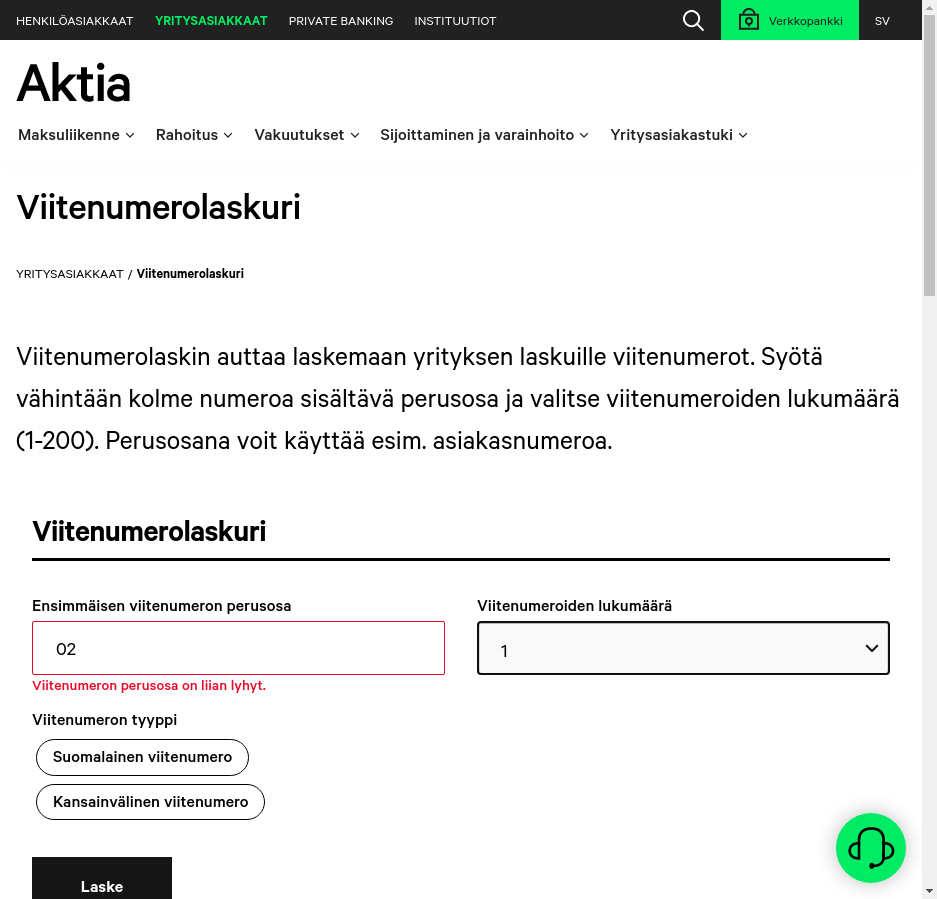 HENKILÖASIAKKAAT YRITYSASIAKKAAT PRIVATE BANKING INSTITUUTIOT Verkkopankki SV
Aktia
Maksuliikenne Rahoitus Vakuutukset Sijoittaminen ja varainhoito Yritysasiakastuki
Viitenumerolaskuri
YRITYSASIAKKAAT / Viitenumerolaskuri
Viitenumerolaskin auttaa laskemaan yrityksen laskuille viitenumerot. Syötä
vähintään kolme numeroa sisältävä perusosa ja valitse viitenumeroiden lukumäärä
(1-200). Perusosana voit käyttää esim. asiakasnumeroa.
Viitenumerolaskuri
Ensimmäisen viitenumeron perusosa Viitenumeroiden lukumäärä
02 1
Viitenumeron perusosa on liian lyhyt.
Viitenumeron tyyppi
Suomalainen viitenumero
Kansainvälinen viitenumero
Laske